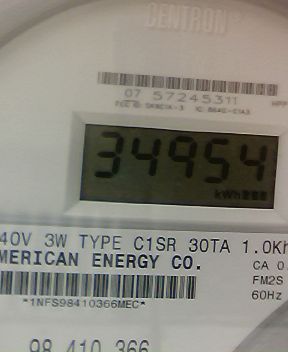 CENTRON
07 57245311
34954
kWh
40V 3W TYPE C1SR 30TA 1.0Kh
MERICAN ENERGY CO.
CA 0.
FM2S
*1NFS98410366MEC*
60Hz
98 410 366